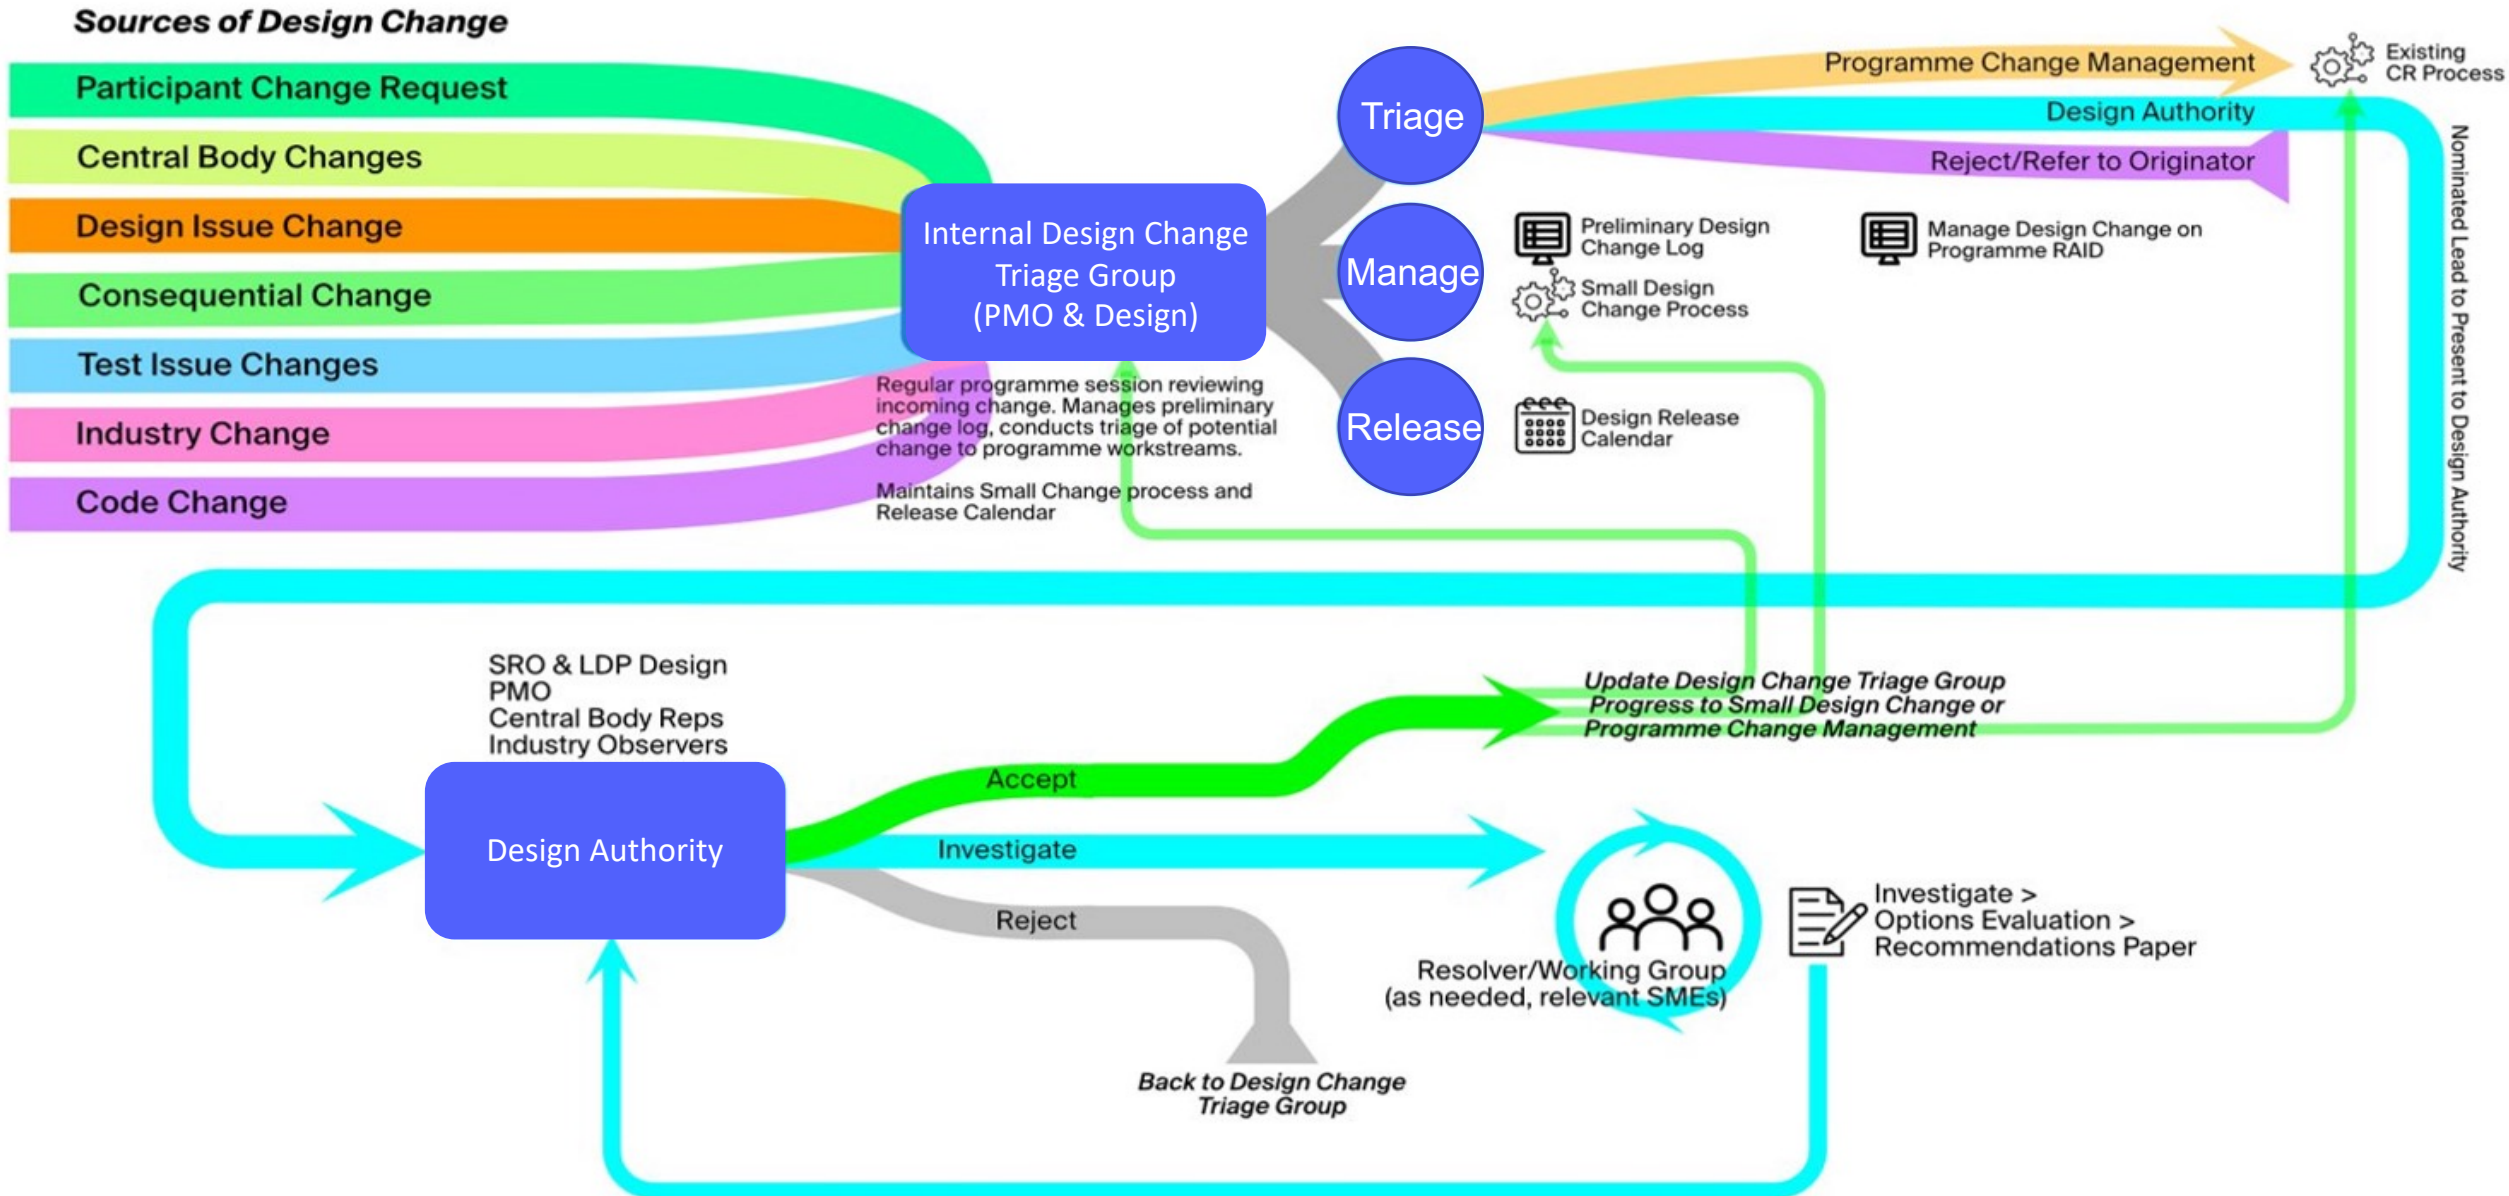 Sources of Design Change
Participant Change Request
Central Body Changes
Design Issue Change
Consequential Change
Test Issue Changes
Industry Change
Code Change
Internal Design Change
Triage Group
(PMO & Design)
Regular programme session reviewing
incoming change. Manages preliminary
change log, conducts triage of potential
change to programme workstreams.
Maintains Small Change process and
Release Calendar
Triage
Manage
Release
Programme Change Management
Design Authority
Reject/Refer to Originator
Existing
CR Process
Preliminary Design
Change Log
Small Design
Change Process
Manage Design Change on
Programme RAID
Design Release
Calendar
Nominated Lead to Present to Design Authority
SRO & LDP Design
PMO
Central Body Reps
Industry Observers
Design Authority
Accept
Investigate
Reject
Update Design Change Triage Group
Progress to Small Design Change or
Programme Change Management
Back to Design Change
Triage Group
Resolver/Working Group
(as needed, relevant SMEs)
Investigate >
Options Evaluation >
Recommendations Paper